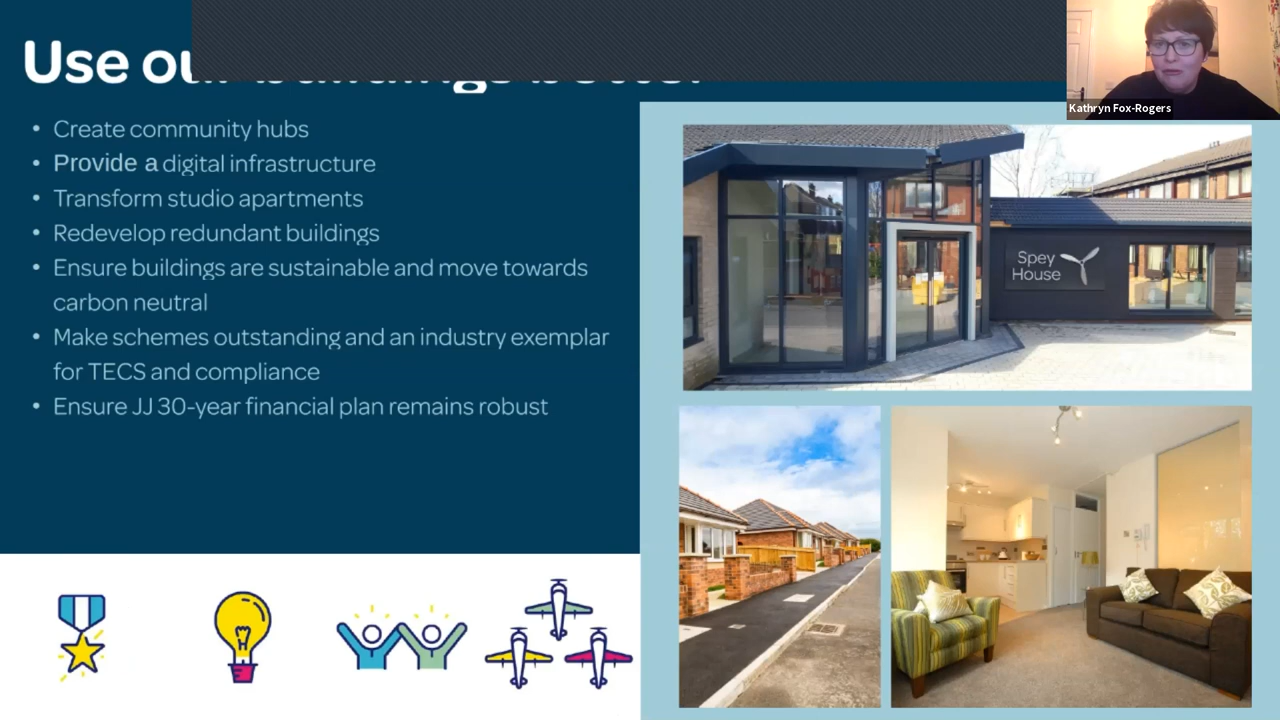 Use our buildings better
Kathryn Fox-Rogers
• Create community hubs
• Provide a digital infrastructure
• Transform studio apartments
• Redevelop redundant buildings
• Ensure buildings are sustainable and move towards
carbon neutral
• Make schemes outstanding and an industry exemplar
for TECS and compliance
• Ensure JJ 30-year financial plan remains robust
Spey
House